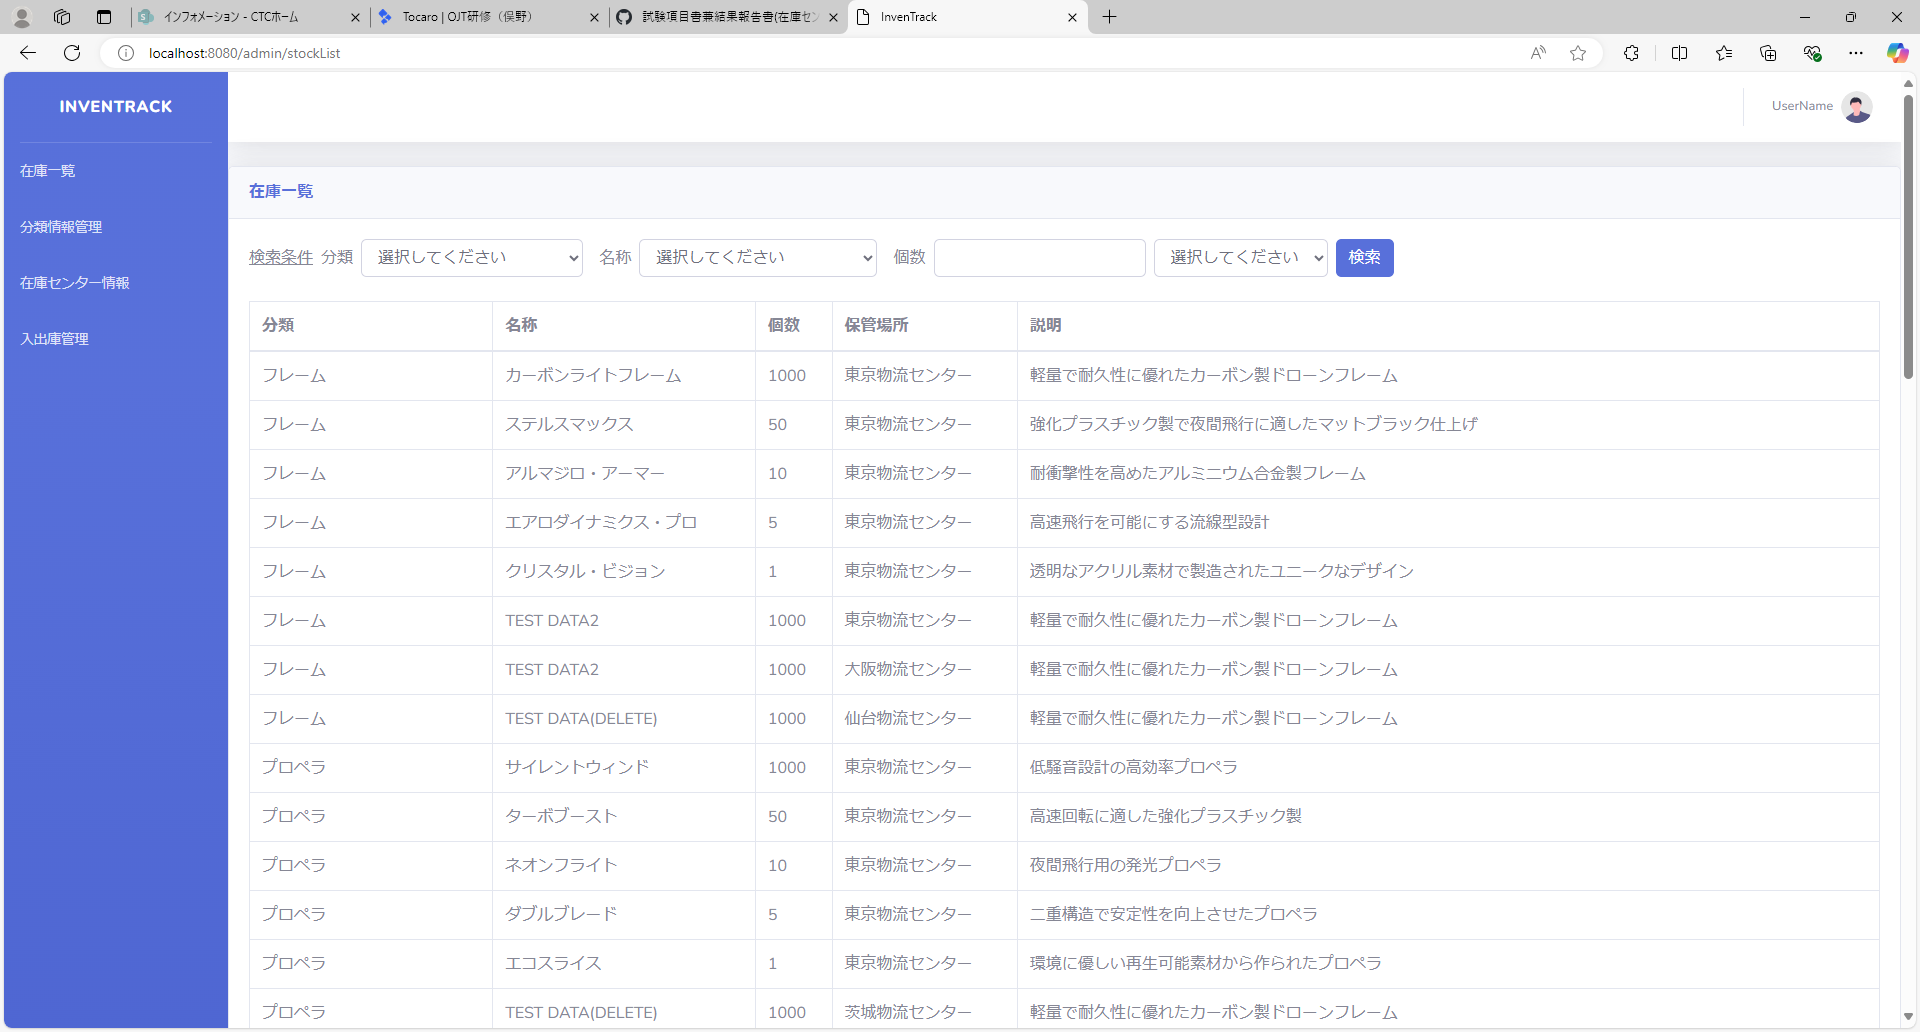 インフォメーション - CTCホーム
Tocaro | OJT研修（俣野）
試験項目書兼結果報告書(在庫セン
InvenTrack
localhost:8080/admin/stockList
INVENTRACK
UserName
在庫一覧
分類情報管理
在庫センター情報
入出庫管理
在庫一覧
検索条件 分類 選択してください 名称 選択してください 個数 選択してください 検索
分類 名称 個数 保管場所 説明
フレーム カーボンライトフレーム 1000 東京物流センター 軽量で耐久性に優れたカーボン製ドローンフレーム
フレーム ステルスマックス 50 東京物流センター 強化プラスチック製で夜間飛行に適したマットブラック仕上げ
フレーム アルマジロ・アーマー 10 東京物流センター 耐衝撃性を高めたアルミニウム合金製フレーム
フレーム エアロダイナミクス・プロ 5 東京物流センター 高速飛行を可能にする流線型設計
フレーム クリスタル・ビジョン 1 東京物流センター 透明なアクリル素材で製造されたユニークなデザイン
フレーム TEST DATA2 1000 東京物流センター 軽量で耐久性に優れたカーボン製ドローンフレーム
フレーム TEST DATA2 1000 大阪物流センター 軽量で耐久性に優れたカーボン製ドローンフレーム
フレーム TEST DATA(DELETE) 1000 仙台物流センター 軽量で耐久性に優れたカーボン製ドローンフレーム
プロペラ サイレントウィンド 1000 東京物流センター 低騒音設計の高効率プロペラ
プロペラ ターボブースト 50 東京物流センター 高速回転に適した強化プラスチック製
プロペラ ネオンフライト 10 東京物流センター 夜間飛行用の発光プロペラ
プロペラ ダブルブレード 5 東京物流センター 二重構造で安定性を向上させたプロペラ
プロペラ エコスライス 1 東京物流センター 環境に優しい再生可能素材から作られたプロペラ
プロペラ TEST DATA(DELETE) 1000 茨城物流センター 軽量で耐久性に優れたカーボン製ドローンフレーム